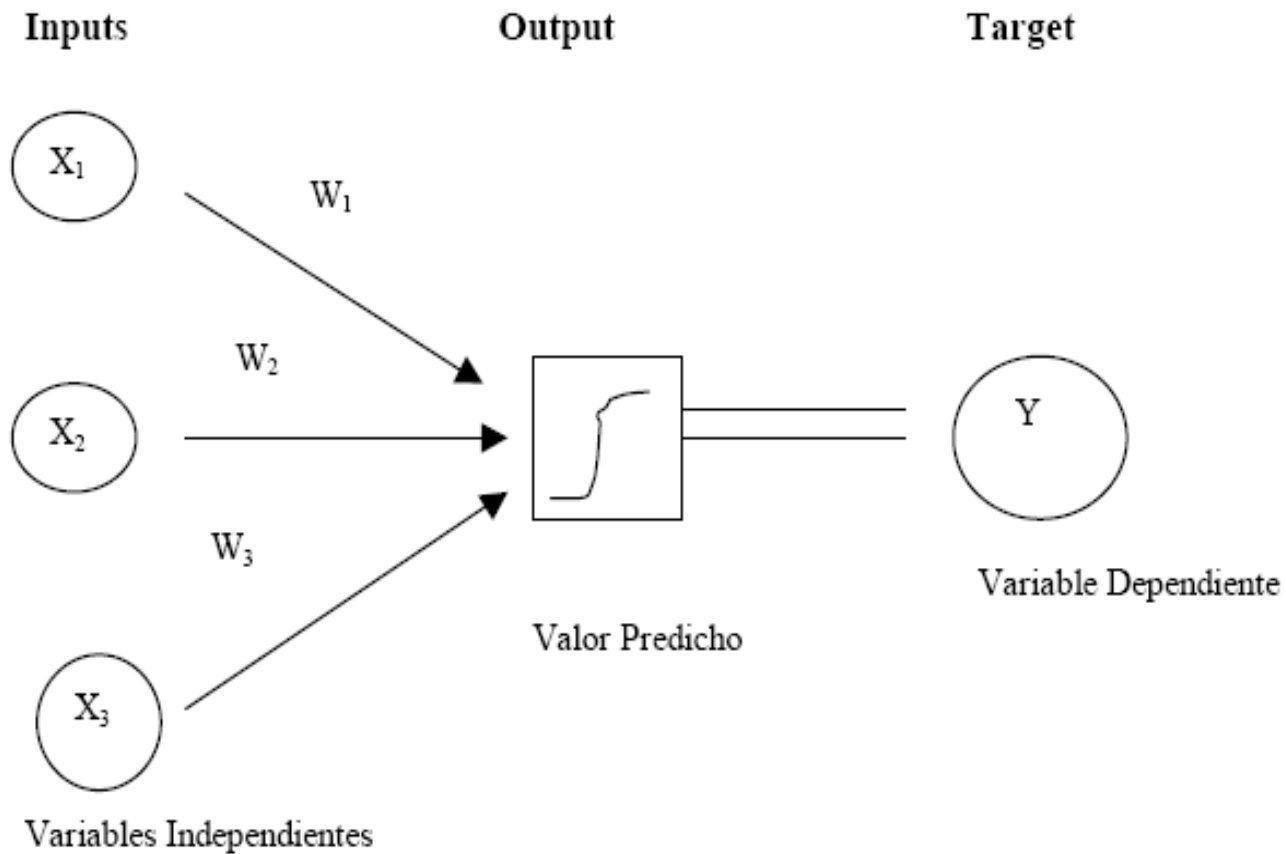 Inputs
Output
Target
X₁
W₁
W₂
X₂
Y
W₃
Variable Dependiente
Valor Predicho
X₃
Variables Independientes